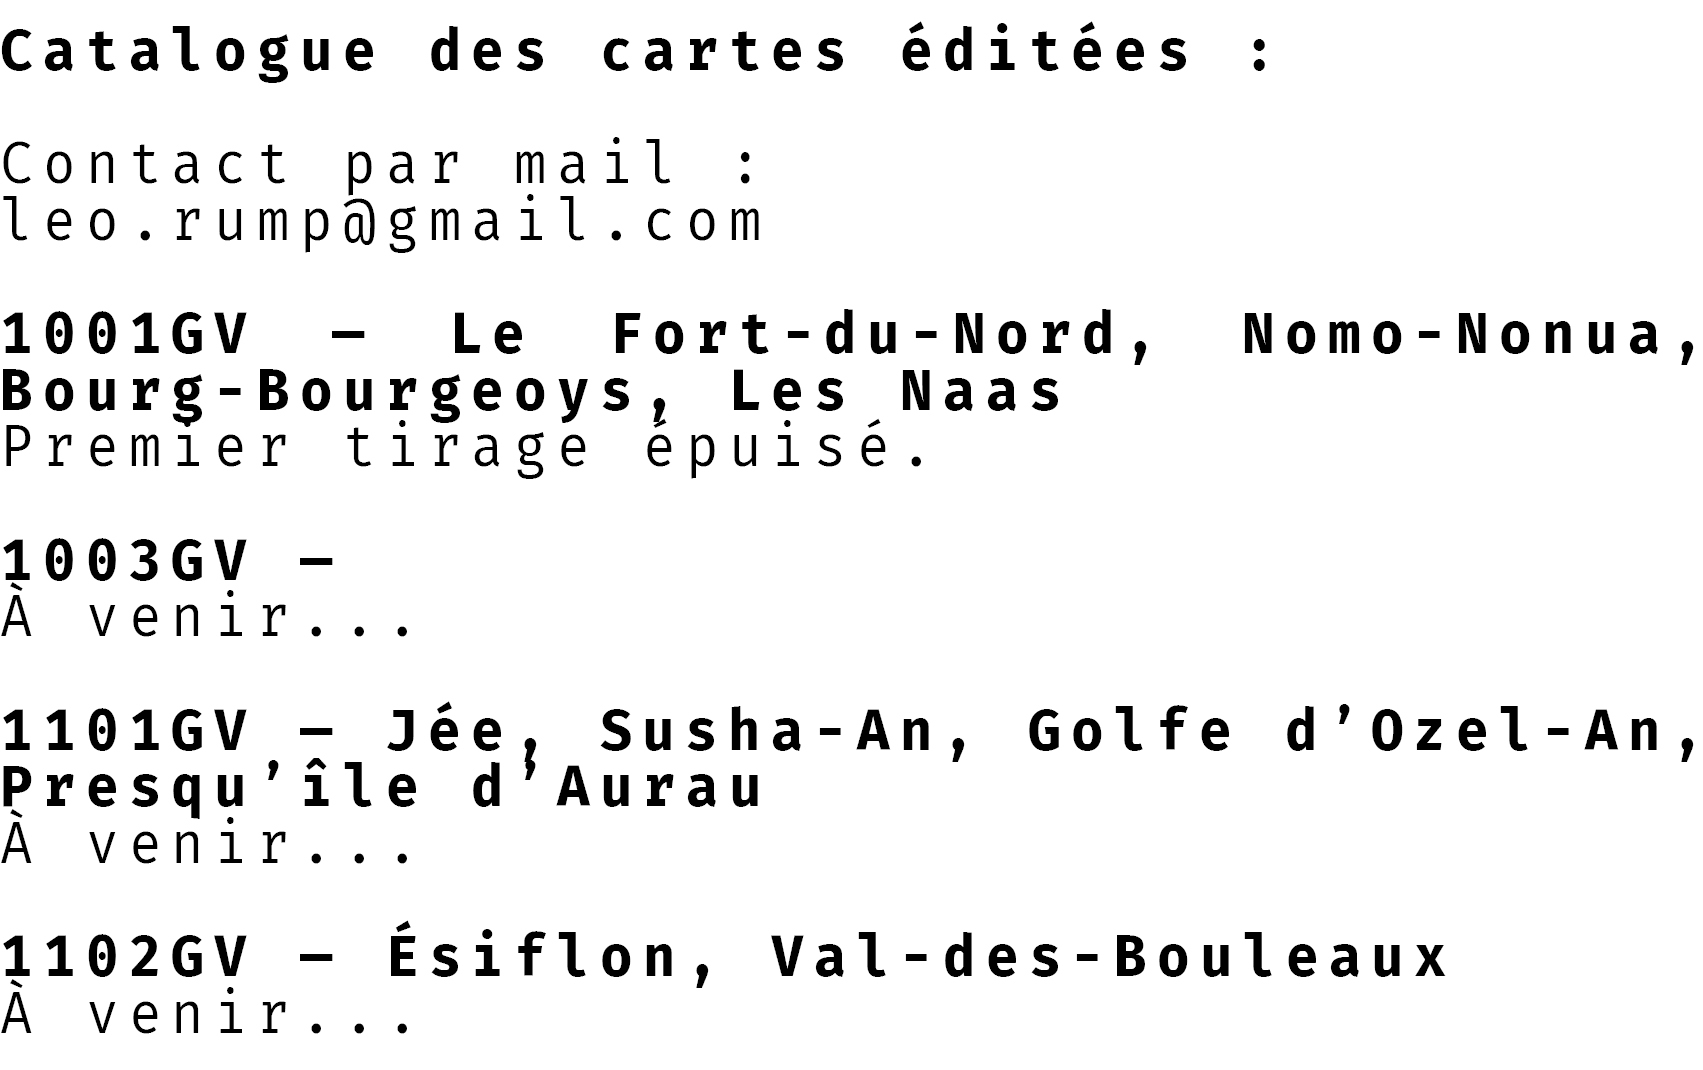 Catalogue des cartes éditées :
Contact par mail :
leo.rump@gmail.com
1001GV – Le Fort-du-Nord, Nomo-Nonua,
Bourg-Bourgeoys, Les Naas
Premier tirage épuisé.
1003GV –
À venir...
1101GV – Jée, Susha-An, Golfe d’Ozel-An,
Presqu’île d’Aurau
À venir...
1102GV – Ésiflon, Val-des-Bouleaux
À venir...